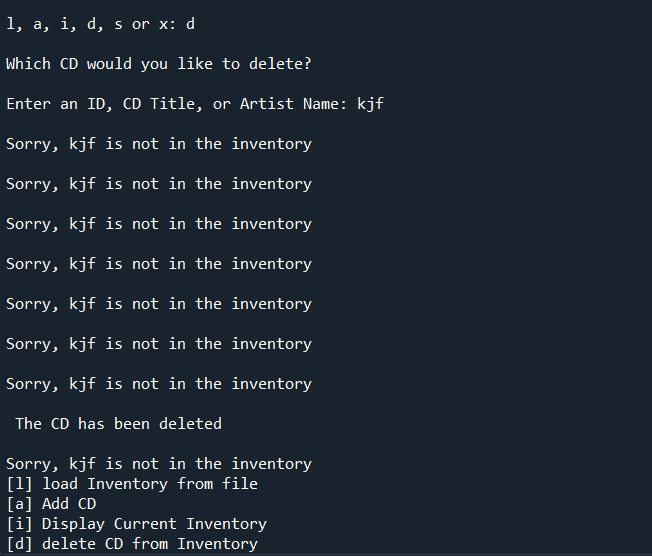 l, a, i, d, s or x: d
Which CD would you like to delete?
Enter an ID, CD Title, or Artist Name: kjf
Sorry, kjf is not in the inventory
Sorry, kjf is not in the inventory
Sorry, kjf is not in the inventory
Sorry, kjf is not in the inventory
Sorry, kjf is not in the inventory
Sorry, kjf is not in the inventory
Sorry, kjf is not in the inventory
The CD has been deleted
Sorry, kjf is not in the inventory
[l] load Inventory from file
[a] Add CD
[i] Display Current Inventory
[d] delete CD from Inventory